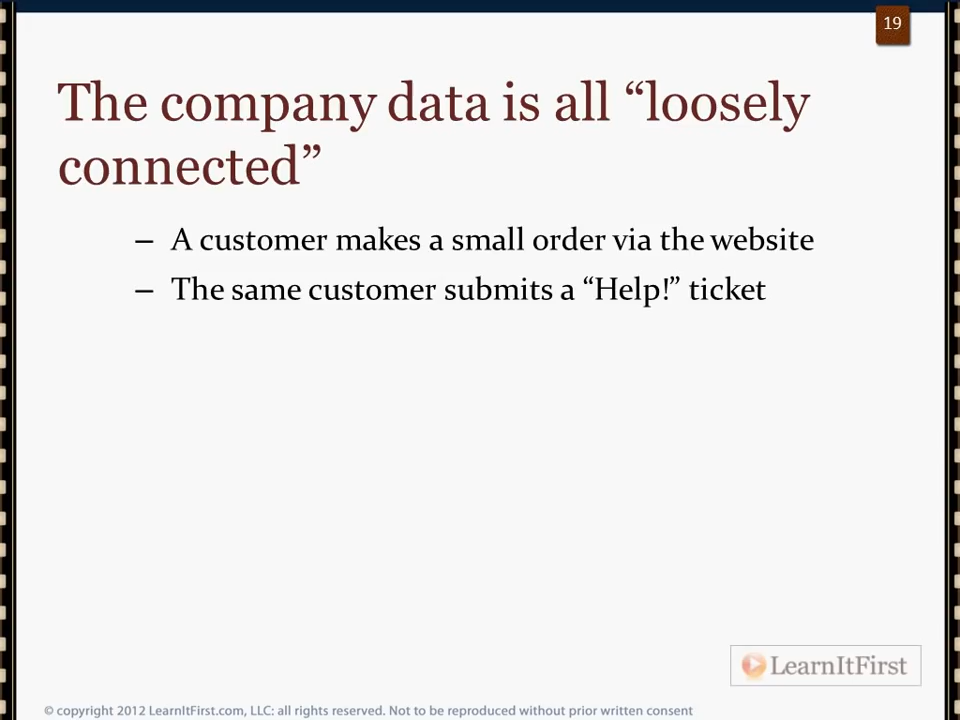 19
The company data is all “loosely
connected”
– A customer makes a small order via the website
– The same customer submits a “Help!” ticket
LearnItFirst
© copyright 2012 LearnItFirst.com, LLC: all rights reserved. Not to be reproduced without prior written consent